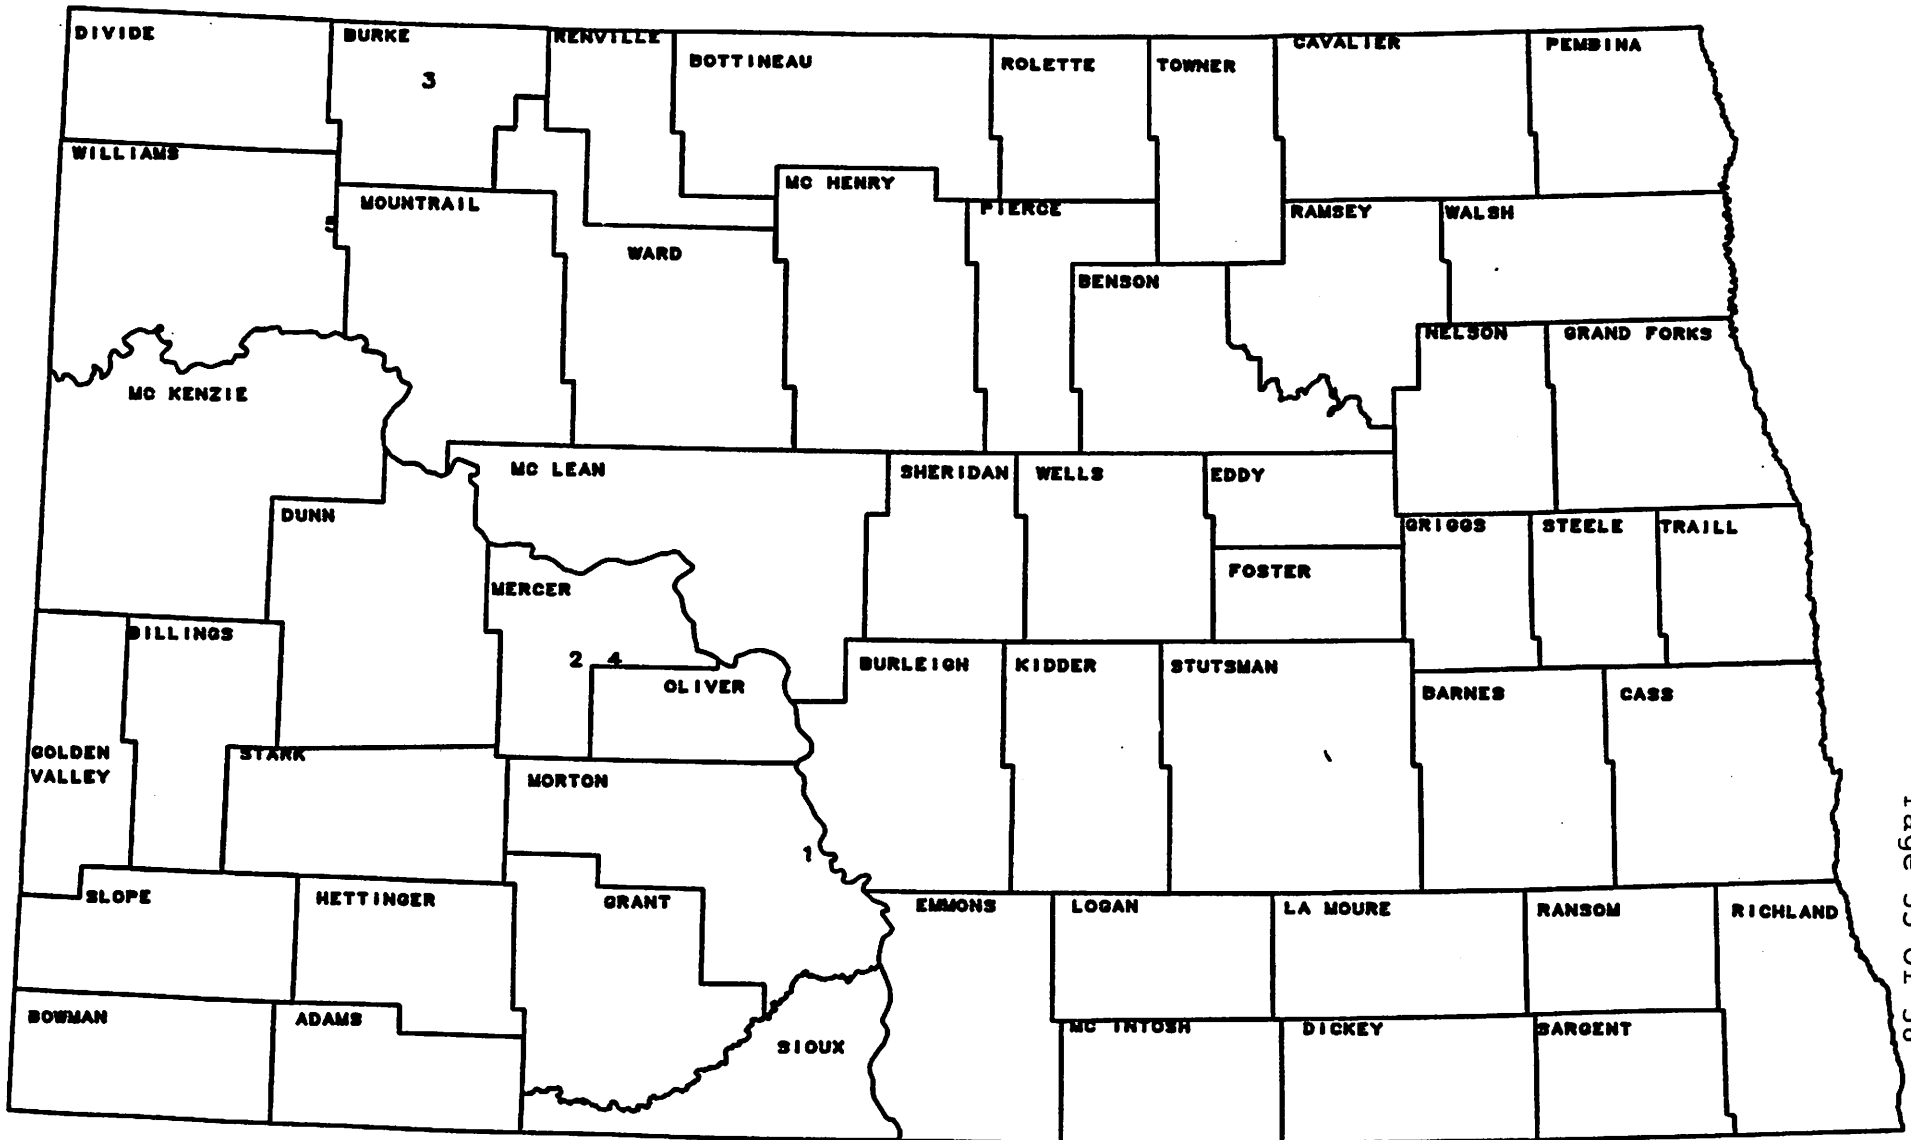 DIVIDE
BURKE
RENVILLE
BOTTINEAU
ROLETTE
TOWNER
CAVALIER
PEMBINA
3
WILLIAMS
MC HENRY
MOUNTRAIL
5
PIERCE
RAMSEY
WALSH
WARD
BENSON
NELSON
GRAND FORKS
MC KENZIE
MC LEAN
SHERIDAN
WELLS
EDDY
DUNN
GRIGGS
STEELE
TRAILL
FOSTER
MERCER
BILLINGS
2 4
OLIVER
BURLEIGH
KIDDER
STUTSMAN
BARNES
CASS
GOLDEN
VALLEY
STARK
MORTON
1
SLOPE
HETTINGER
GRANT
EMMONS
LOGAN
LA MOURE
RANSOM
RICHLAND
BOWMAN
ADAMS
SIOUX
MC INTOSH
DICKEY
SARGENT